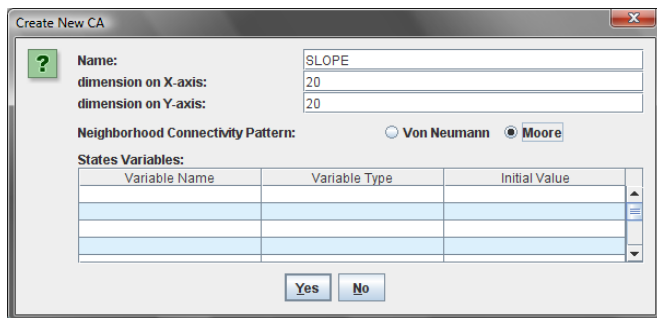 Create New CA
x
?
Name: SLOPE
dimension on X-axis: 20
dimension on Y-axis: 20
Neighborhood Connectivity Pattern: Von Neumann Moore
States Variables:
Variable Name Variable Type Initial Value
Yes No